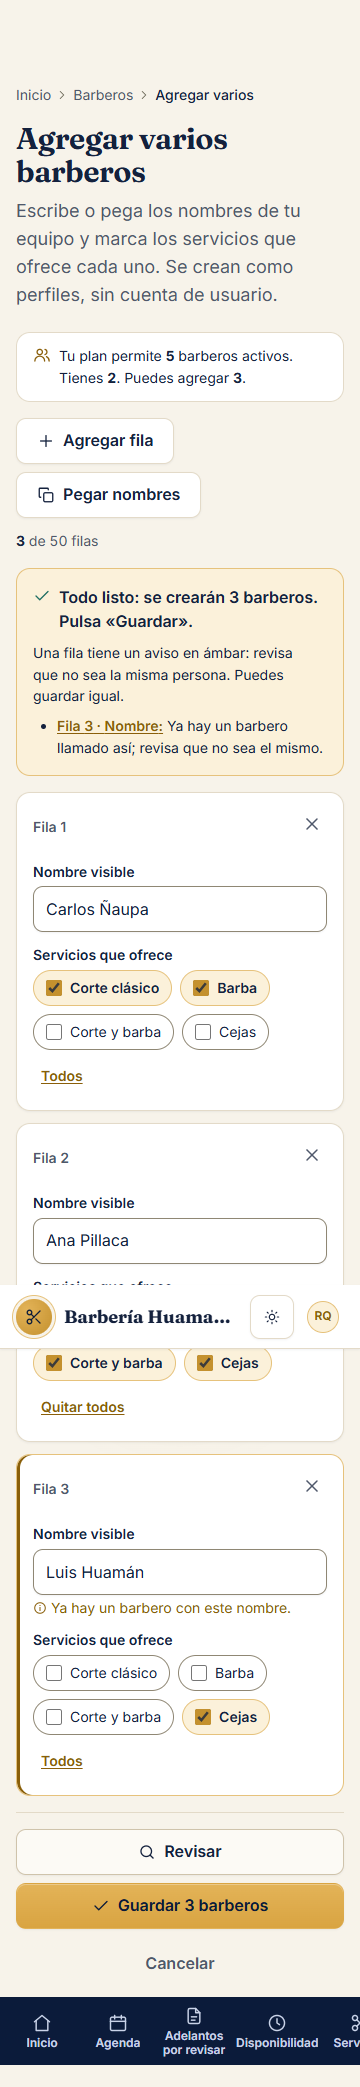 Inicio > Barberos > Agregar varios
Agregar varios
barberos
Escribe o pega los nombres de tu
equipo y marca los servicios que
ofrece cada uno. Se crean como
perfiles, sin cuenta de usuario.
Tu plan permite 5 barberos activos.
Tienes 2. Puedes agregar 3.
Agregar fila
Pegar nombres
3 de 50 filas
Todo listo: se crearán 3 barberos.
Pulsa «Guardar».
Una fila tiene un aviso en ámbar: revisa
que no sea la misma persona. Puedes
guardar igual.
• Fila 3 · Nombre: Ya hay un barbero
llamado así; revisa que no sea el mismo.
Fila 1
Nombre visible
Carlos Ñaupa
Servicios que ofrece
Corte clásico Barba
Corte y barba Cejas
Todos
Fila 2
Nombre visible
Ana Pillaca
Barbería Huama... RQ
Corte y barba Cejas
Quitar todos
Fila 3
Nombre visible
Luis Huamán
Ya hay un barbero con este nombre.
Servicios que ofrece
Corte clásico Barba
Corte y barba Cejas
Todos
Revisar
Guardar 3 barberos
Cancelar
Inicio Agenda Adelantos por revisar Disponibilidad Serv